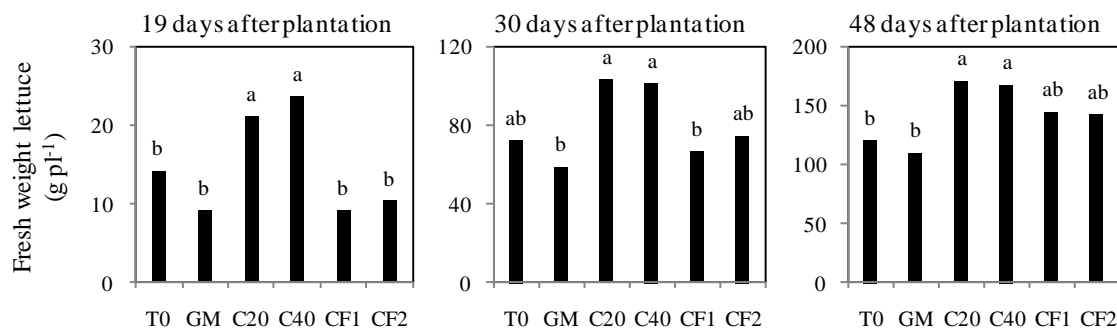 19 days after plantation
30 days after plantation
48 days after plantation
Fresh weight lettuce
(g pl-1)
30
20
10
0
b
b
a
a
b
b
T0 GM C20 C40 CF1 CF2
120
80
40
0
ab
b
a
a
b
ab
T0 GM C20 C40 CF1 CF2
200
150
100
50
0
b
b
a
a
ab
ab
T0 GM C20 C40 CF1 CF2